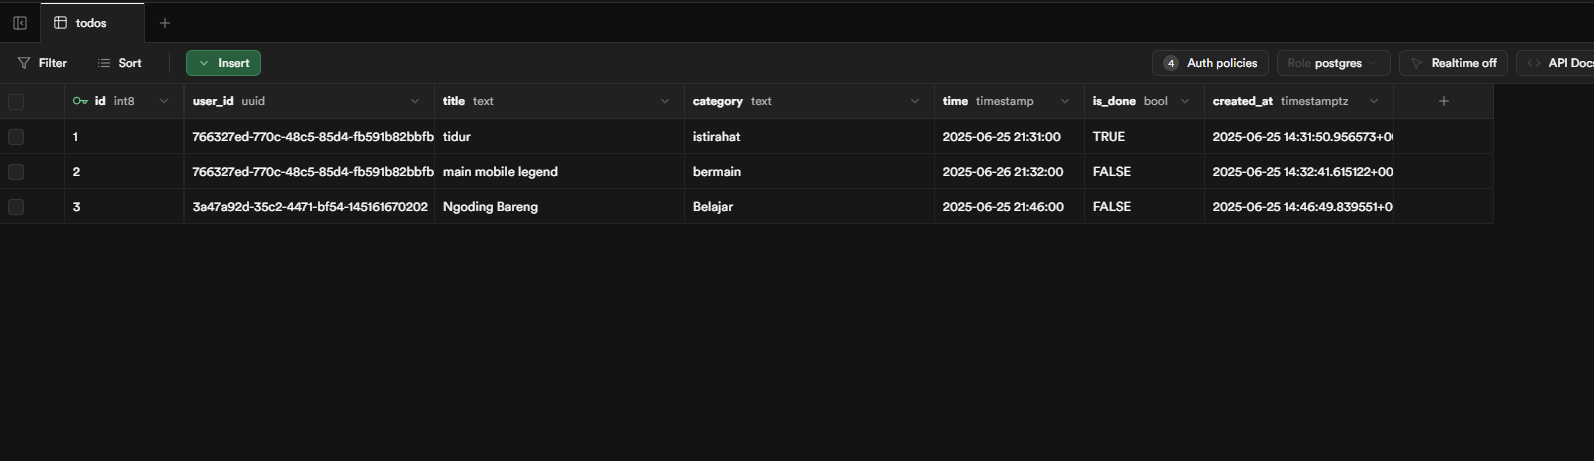 todos
Filter Sort Insert 4 Auth policies Role postgres Realtime off API Docs
id int8 user_id uuid title text category text time timestamp is_done bool created_at timestamptz
1 766327ed-770c-48c5-85d4-fb591b82bbfb tidur istirahat 2025-06-25 21:31:00 TRUE 2025-06-25 14:31:50.956573+00
2 766327ed-770c-48c5-85d4-fb591b82bbfb main mobile legend bermain 2025-06-26 21:32:00 FALSE 2025-06-25 14:32:41.615122+00
3 3a47a92d-35c2-4471-bf54-145161670202 Ngoding Bareng Belajar 2025-06-25 21:46:00 FALSE 2025-06-25 14:46:49.839551+0